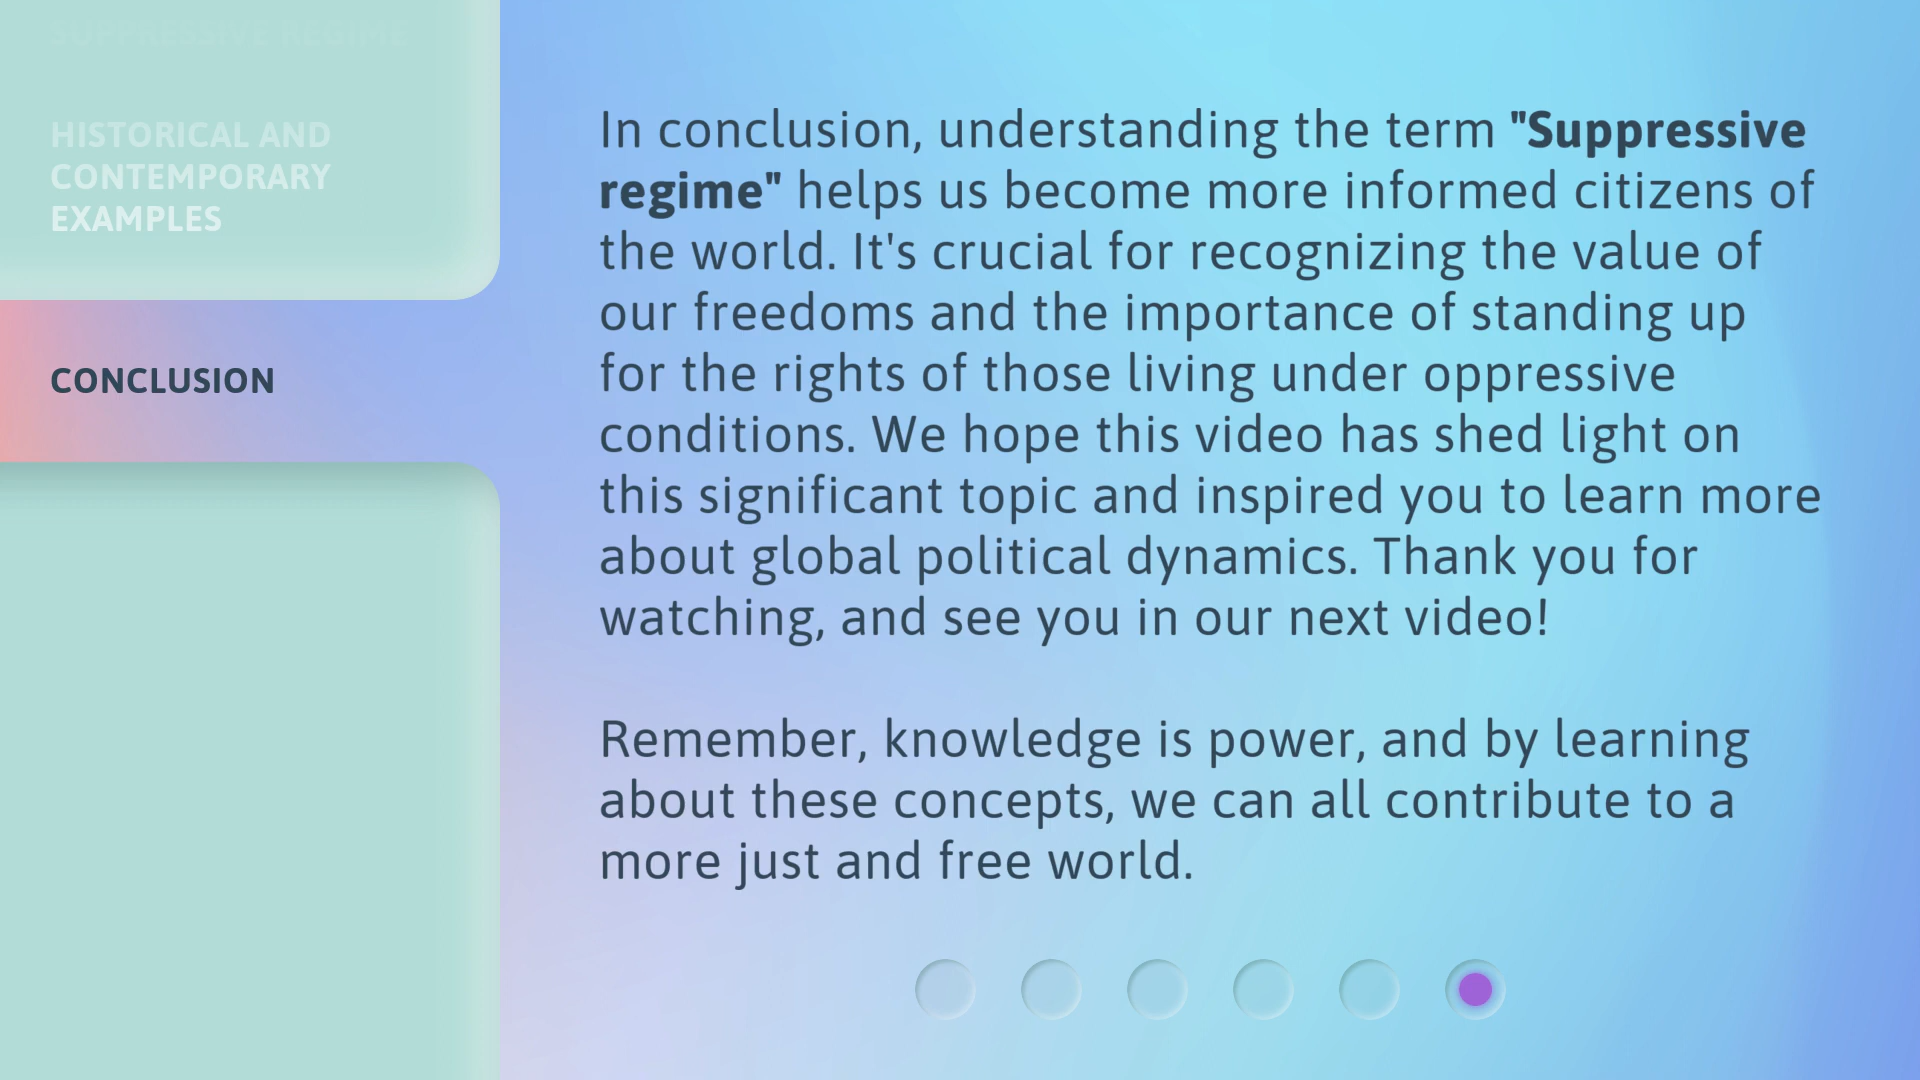 SUPPRESSIVE REGIME
HISTORICAL AND
CONTEMPORARY
EXAMPLES
CONCLUSION
In conclusion, understanding the term "Suppressive
regime" helps us become more informed citizens of
the world. It's crucial for recognizing the value of
our freedoms and the importance of standing up
for the rights of those living under oppressive
conditions. We hope this video has shed light on
this significant topic and inspired you to learn more
about global political dynamics. Thank you for
watching, and see you in our next video!
Remember, knowledge is power, and by learning
about these concepts, we can all contribute to a
more just and free world.